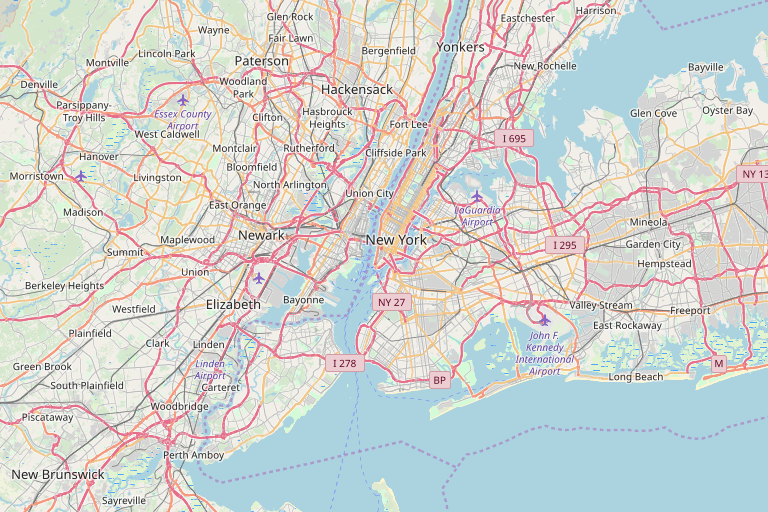 Glen Rock
Harrison
Eastchester
Wayne
Fair Law​n
Yonkers
Lincoln Park
Bergenfield
Montville
Paterson
New Rochelle
Bayville
Denville
Woodland
Park
Hackensack
Parsippany-
Troy Hills
Essex County
Airport
Clifton
Hasbrouck
Heights
Fort Lee
Glen Cove
Oyster Bay
West Caldwell
I 695
Hanover
Montclair
Rutherford
Cliffside Park
Bloomfield
Morristown
Livingston
North Arlington
Union City
NY 13
East Orange
LaGuardia
Airport
Madison
Mineola
Maplewood
Newark
New York
I 295
Garden City
Summit
Union
Hempstead
Berkeley Heights
Elizabeth
Bayonne
NY 27
Valley Stream
Freeport
Westfield
East Rockaway
Plainfield
Clark
Linden
John F.
Kennedy
International
Airport
Green Brook
Linden
Airport
I 278
M
South Plainfield
Carteret
BP
Long Beach
Woodbridge
Piscataway
Perth Amboy
New Brunswick
Sayreville